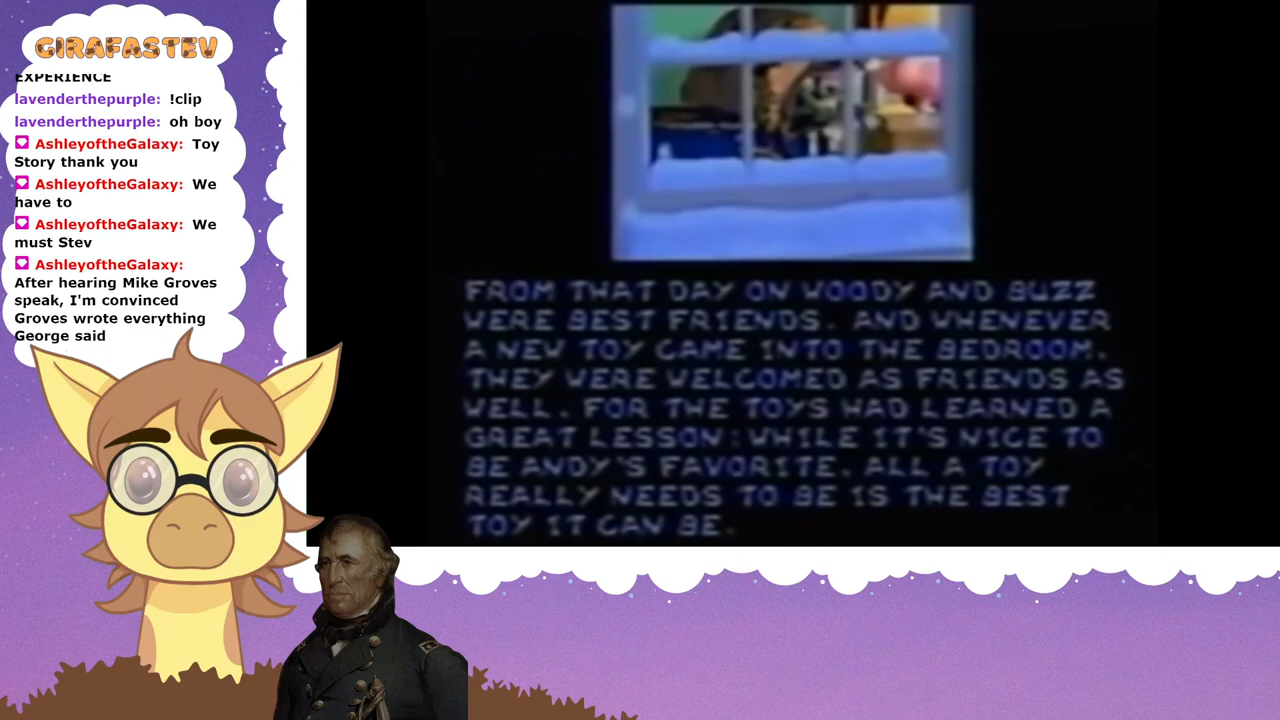 GIRAFASTEV
EXPERIENCE
lavenderthepurple: !clip
lavenderthepurple: oh boy
AshleyoftheGalaxy: Toy
Story thank you
AshleyoftheGalaxy: We
have to
AshleyoftheGalaxy: We
must Stev
AshleyoftheGalaxy:
After hearing Mike Groves
speak, I'm convinced
Groves wrote everything
George said
FROM THAT DAY ON WOODY AND BUZZ
WERE BEST FRIENDS. AND WHENEVER
A NEW TOY CAME INTO THE BEDROOM,
THEY WERE WELCOMED AS FRIENDS AS
WELL. FOR THE TOYS HAD LEARNED A
GREAT LESSON: WHILE IT'S NICE TO
BE ANDY'S FAVORITE, ALL A TOY
REALLY NEEDS TO BE IS THE BEST
TOY IT CAN BE.